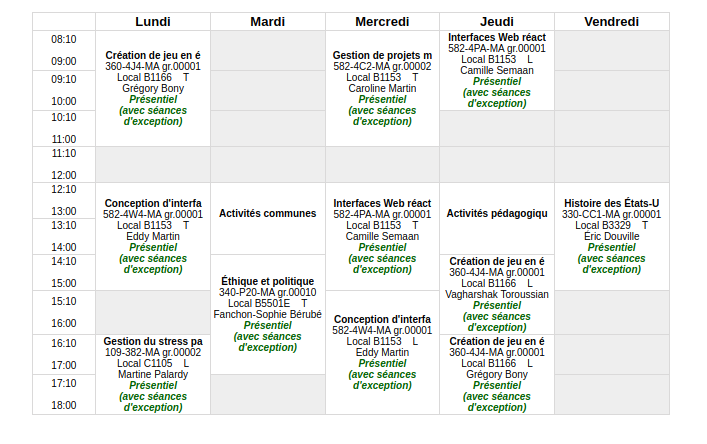 Lundi Mardi Mercredi Jeudi Vendredi
08:10
09:00
09:10
10:00
10:10
11:00
11:10
12:00
12:10
13:00
13:10
14:00
14:10
15:00
15:10
16:00
16:10
17:00
17:10
18:00
Création de jeu en é
360-4J4-MA gr.00001
Local B1166 T
Grégory Bony
Présentiel
(avec séances
d'exception)
Conception d'interfa
582-4W4-MA gr.00001
Local B1153 T
Eddy Martin
Présentiel
(avec séances
d'exception)
Gestion du stress pa
109-382-MA gr.00002
Local C1105 L
Martine Palardy
Présentiel
(avec séances
d'exception)
Activités communes
Éthique et politique
340-P20-MA gr.00010
Local B5501E T
Fanchon-Sophie Bérubé
Présentiel
(avec séances
d'exception)
Gestion de projets m
582-4C2-MA gr.00002
Local B1153 T
Caroline Martin
Présentiel
(avec séances
d'exception)
Interfaces Web réact
582-4PA-MA gr.00001
Local B1153 T
Camille Semaan
Présentiel
(avec séances
d'exception)
Conception d'interfa
582-4W4-MA gr.00001
Local B1153 L
Eddy Martin
Présentiel
(avec séances
d'exception)
Interfaces Web réact
582-4PA-MA gr.00001
Local B1153 L
Camille Semaan
Présentiel
(avec séances
d'exception)
Activités pédagogiqu
Création de jeu en é
360-4J4-MA gr.00001
Local B1166 L
Vagharshak Toroussian
Présentiel
(avec séances
d'exception)
Création de jeu en é
360-4J4-MA gr.00001
Local B1166 L
Grégory Bony
Présentiel
(avec séances
d'exception)
Histoire des États-U
330-CC1-MA gr.00001
Local B3329 T
Eric Douville
Présentiel
(avec séances
d'exception)